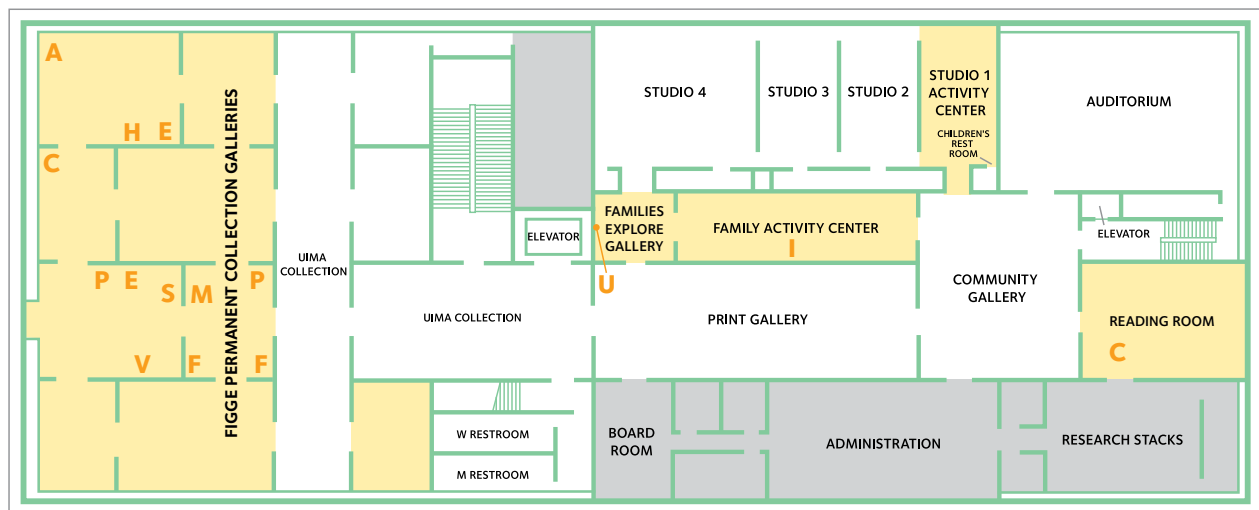 A
H E
C
P E S M P
V F F
FIGGE PERMANENT COLLECTION GALLERIES
UIMA
COLLECTION
UIMA COLLECTION
ELEVATOR
W RESTROOM
M RESTROOM
STUDIO 4
STUDIO 3
STUDIO 2
STUDIO 1
ACTIVITY
CENTER
CHILDREN'S
REST
ROOM
AUDITORIUM
FAMILIES
EXPLORE
GALLERY
U
FAMILY ACTIVITY CENTER
I
ELEVATOR
COMMUNITY
GALLERY
PRINT GALLERY
READING ROOM
C
BOARD
ROOM
ADMINISTRATION
RESEARCH STACKS